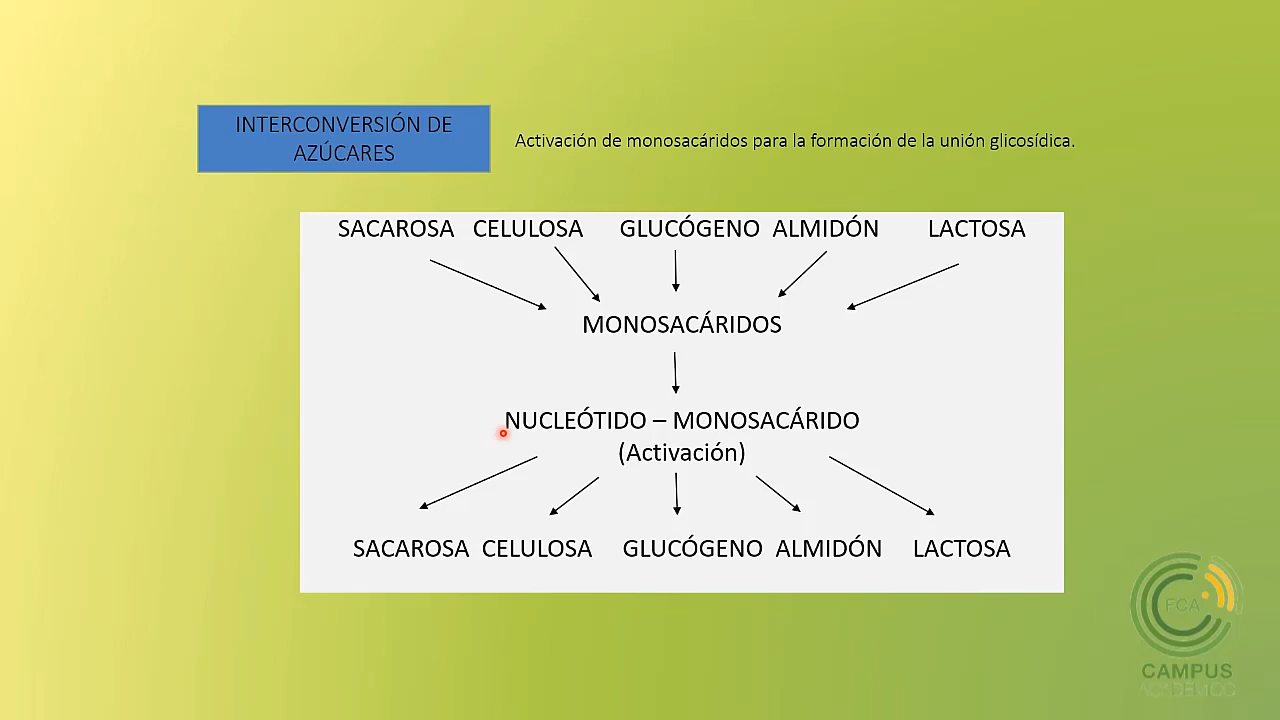 INTERCONVERSIÓN DE
AZÚCARES
Activación de monosacáridos para la formación de la unión glicosídica.
SACAROSA CELULOSA GLUCÓGENO ALMIDÓN LACTOSA
MONOSACÁRIDOS
NUCLEÓTIDO – MONOSACÁRIDO
(Activación)
SACAROSA CELULOSA GLUCÓGENO ALMIDÓN LACTOSA
FCA
CAMPUS
ACADEMICO